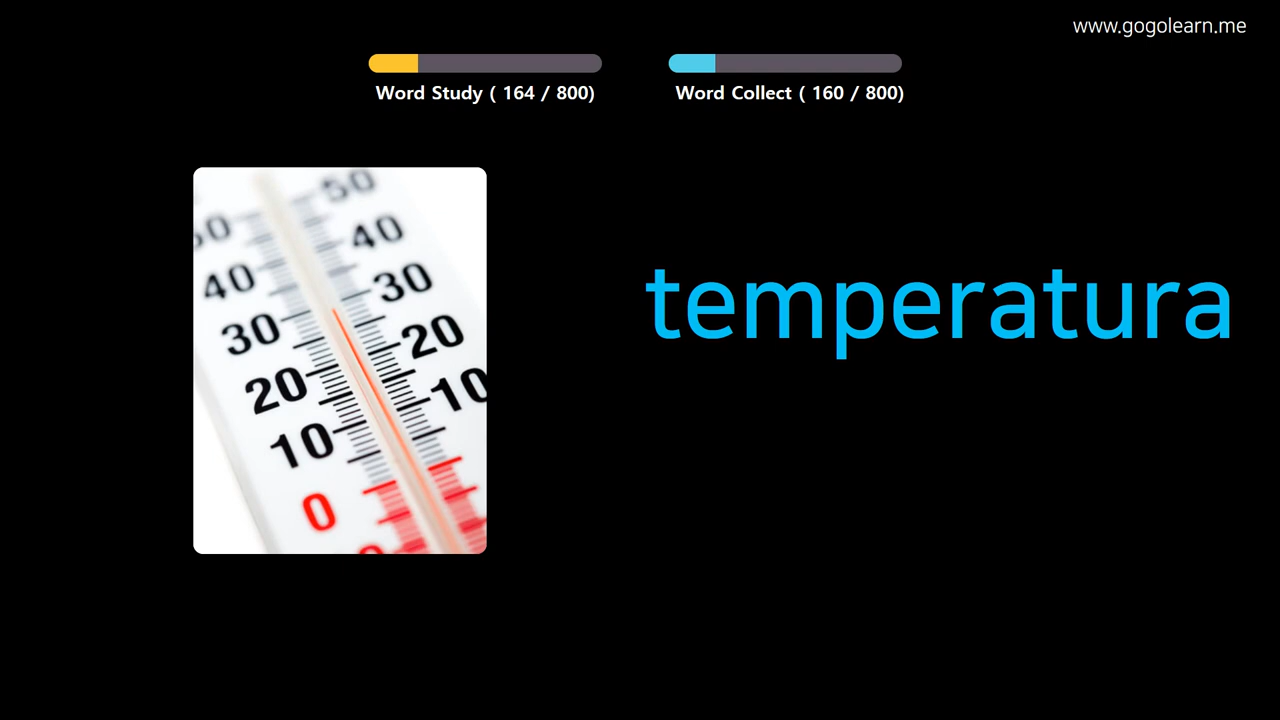 www.gogolearn.me
Word Study ( 164 / 800)
Word Collect ( 160 / 800)
50
40
40
30
30
20
20
10
10
0
temperatura